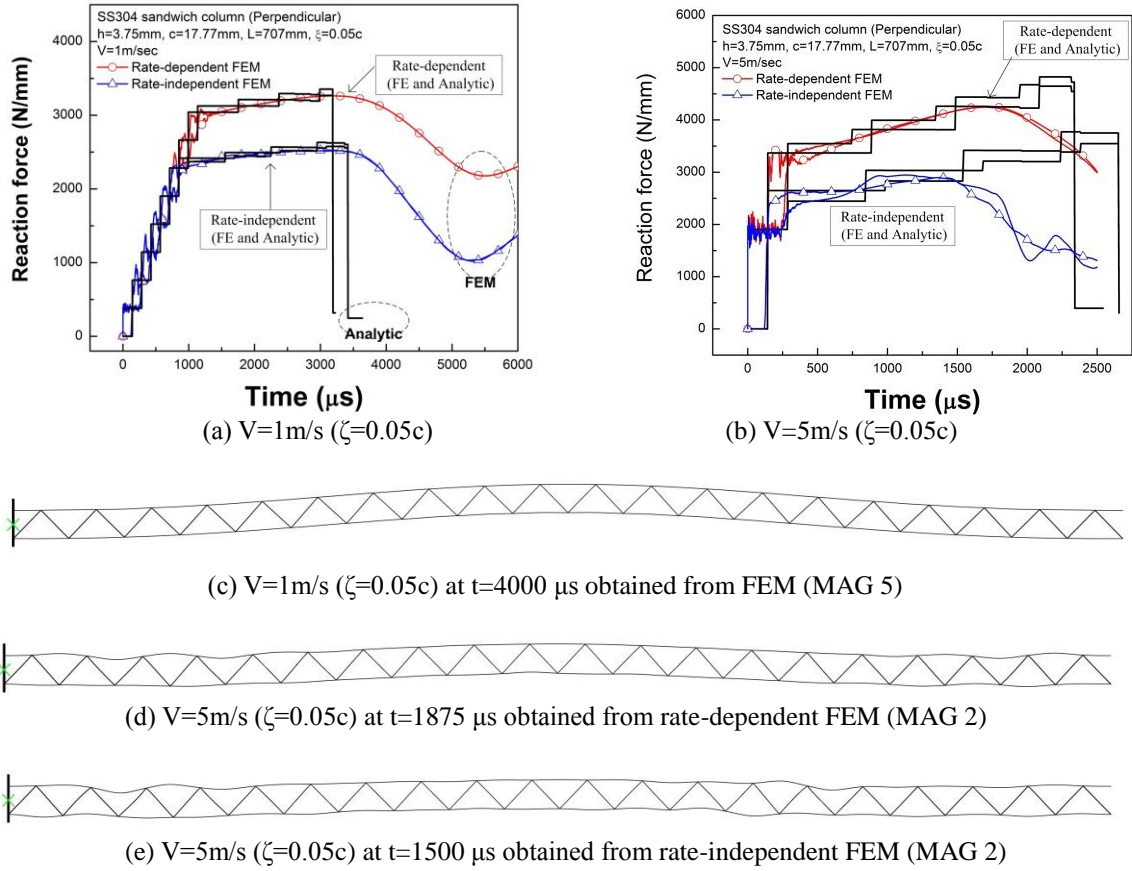 SS304 sandwich column (Perpendicular)
h=3.75mm, c=17.77mm, L=707mm, ξ=0.05c
V=1m/sec
Rate-dependent FEM
Rate-independent FEM
Rate-dependent
(FE and Analytic)
Rate-independent
(FE and Analytic)
FEM
Analytic
Reaction force (N/mm)
4000
3000
2000
1000
0
0 1000 2000 3000 4000 5000 6000
Time (μs)
(a) V=1m/s (ζ=0.05c)
SS304 sandwich column (Perpendicular)
h=3.75mm, c=17.77mm, L=707mm, ξ=0.05c
V=5m/sec
Rate-dependent FEM
Rate-independent FEM
Rate-dependent
(FE and Analytic)
Rate-independent
(FE and Analytic)
Reaction force (N/mm)
6000
5000
4000
3000
2000
1000
0
0 500 1000 1500 2000 2500
Time (μs)
(b) V=5m/s (ζ=0.05c)
(c) V=1m/s (ζ=0.05c) at t=4000 μs obtained from FEM (MAG 5)
(d) V=5m/s (ζ=0.05c) at t=1875 μs obtained from rate-dependent FEM (MAG 2)
(e) V=5m/s (ζ=0.05c) at t=1500 μs obtained from rate-independent FEM (MAG 2)